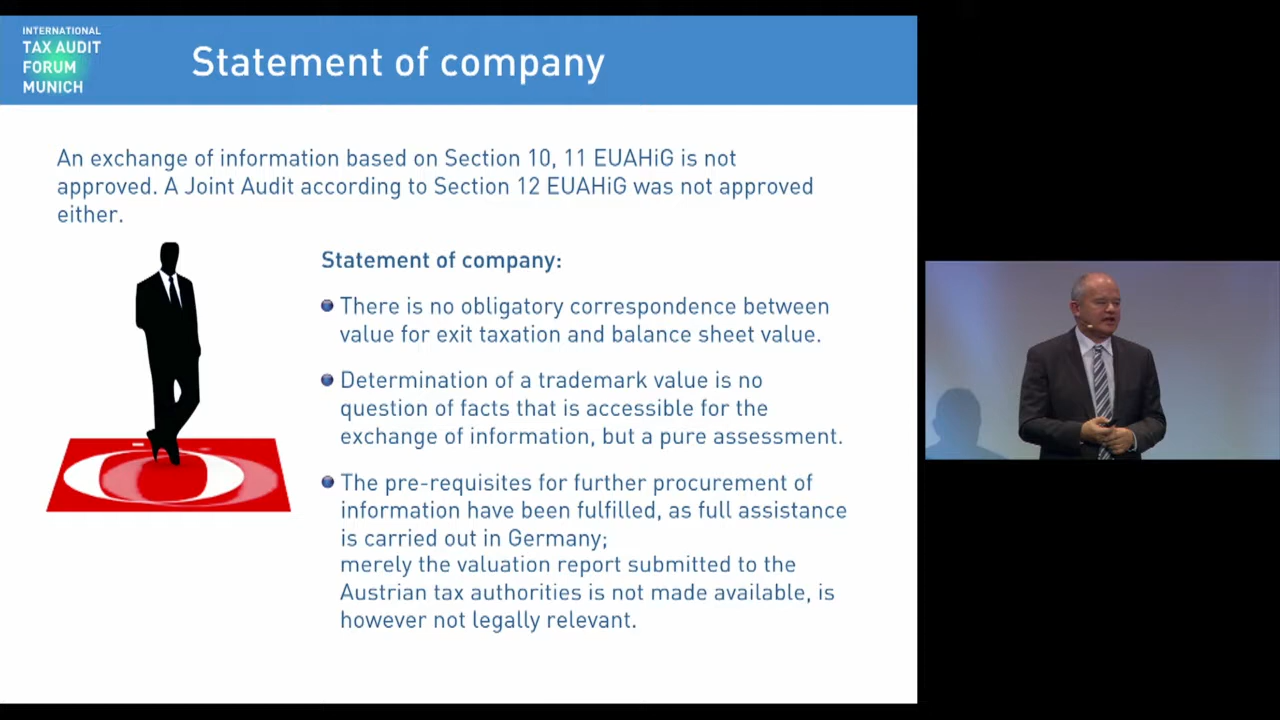 INTERNATIONAL
TAX AUDIT
FORUM
MUNICH
Statement of company
An exchange of information based on Section 10, 11 EUAHiG is not
approved. A Joint Audit according to Section 12 EUAHiG was not approved
either.
Statement of company:
There is no obligatory correspondence between
value for exit taxation and balance sheet value.
Determination of a trademark value is no
question of facts that is accessible for the
exchange of information, but a pure assessment.
The pre-requisites for further procurement of
information have been fulfilled, as full assistance
is carried out in Germany;
merely the valuation report submitted to the
Austrian tax authorities is not made available, is
however not legally relevant.